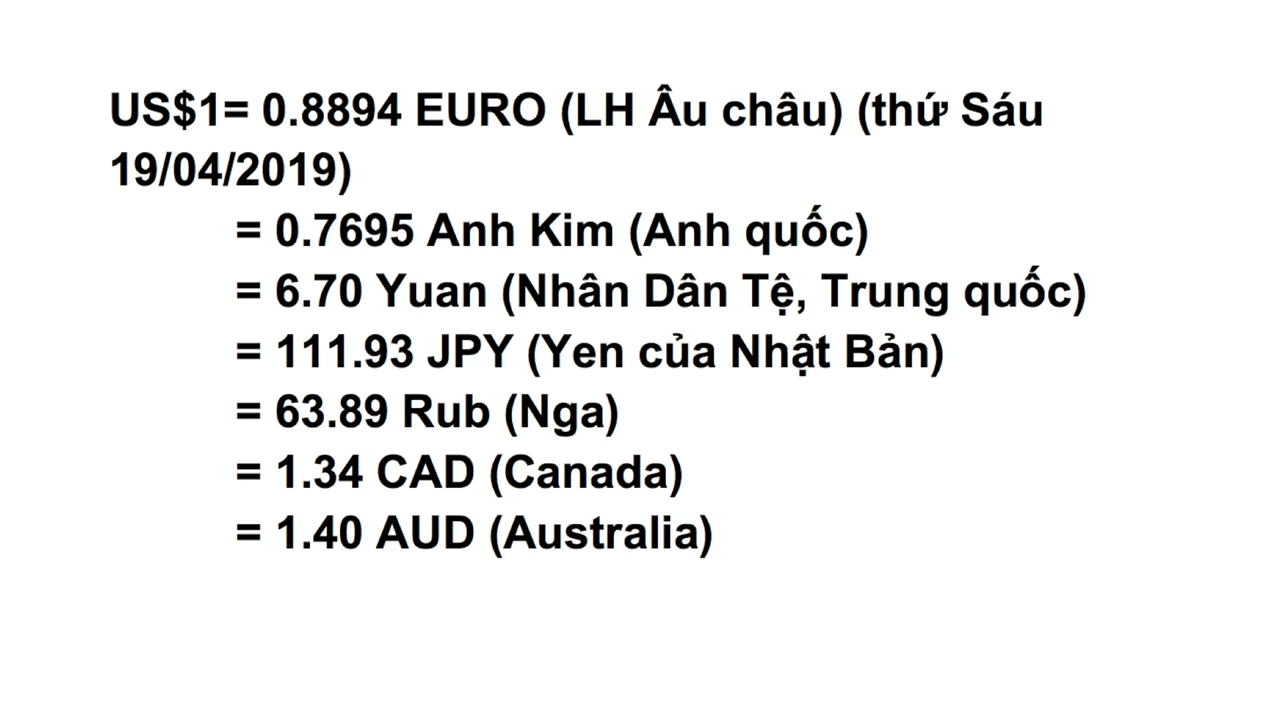 US$1= 0.8894 EURO (LH Âu châu) (thứ Sáu
19/04/2019)
= 0.7695 Anh Kim (Anh quốc)
= 6.70 Yuan (Nhân Dân Tệ, Trung quốc)
= 111.93 JPY (Yen của Nhật Bản)
= 63.89 Rub (Nga)
= 1.34 CAD (Canada)
= 1.40 AUD (Australia)